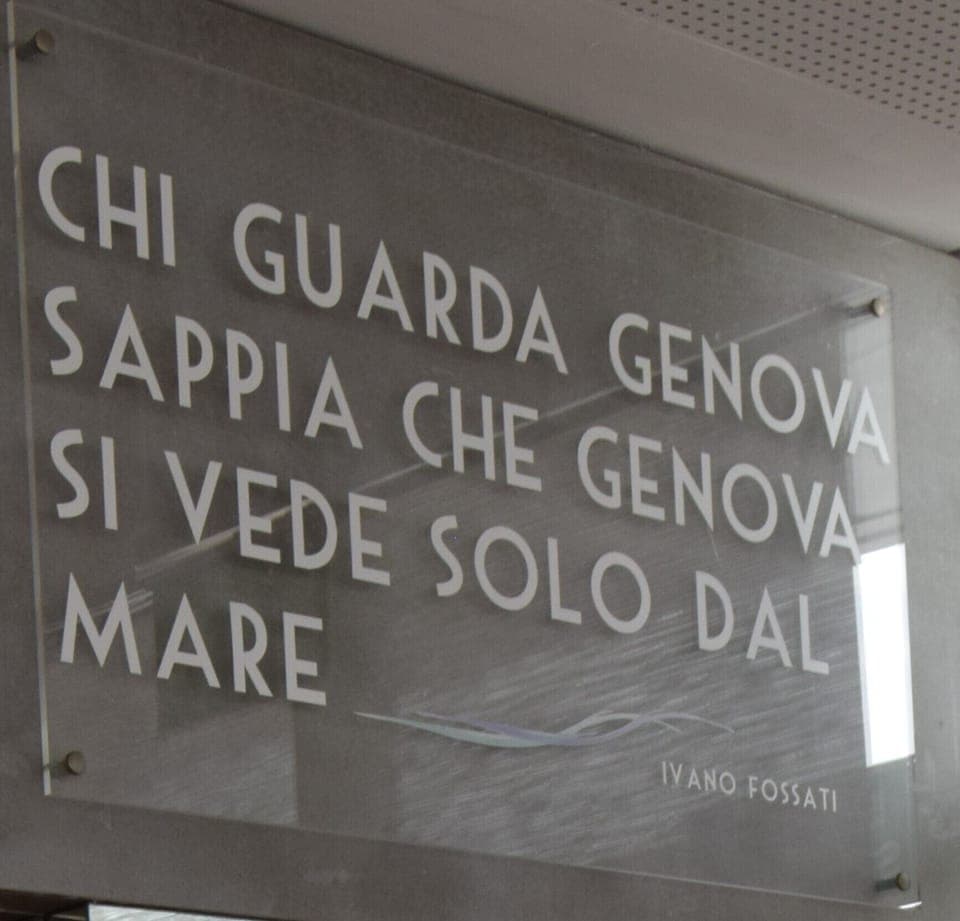 CHI GUARDA GENOVA
SAPPIA CHE GENOVA
SI VEDE SOLO DAL
MARE
IVANO FOSSATI